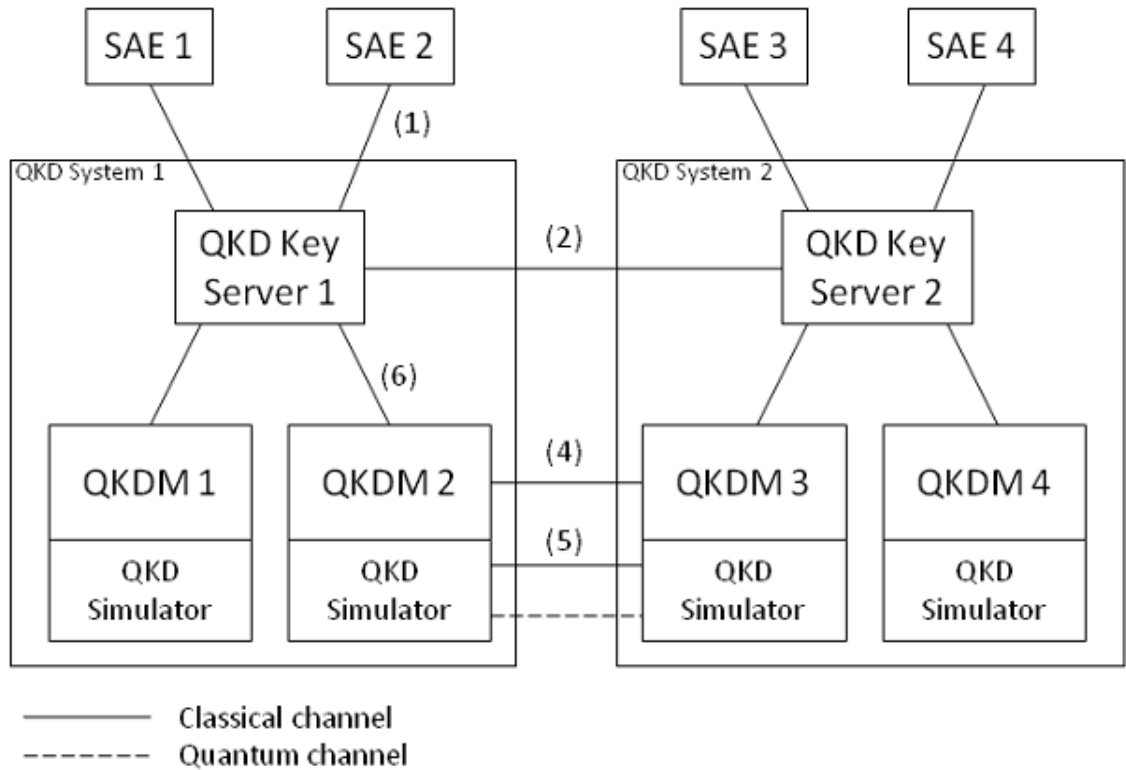 SAE 1
SAE 2
SAE 3
SAE 4
(1)
QKD System 1
QKD System 2
QKD Key
Server 1
(2)
QKD Key
Server 2
(6)
QKDM 1
QKDM 2
(4)
QKDM 3
QKDM 4
(5)
QKD
Simulator
QKD
Simulator
QKD
Simulator
QKD
Simulator
Classical channel
Quantum channel